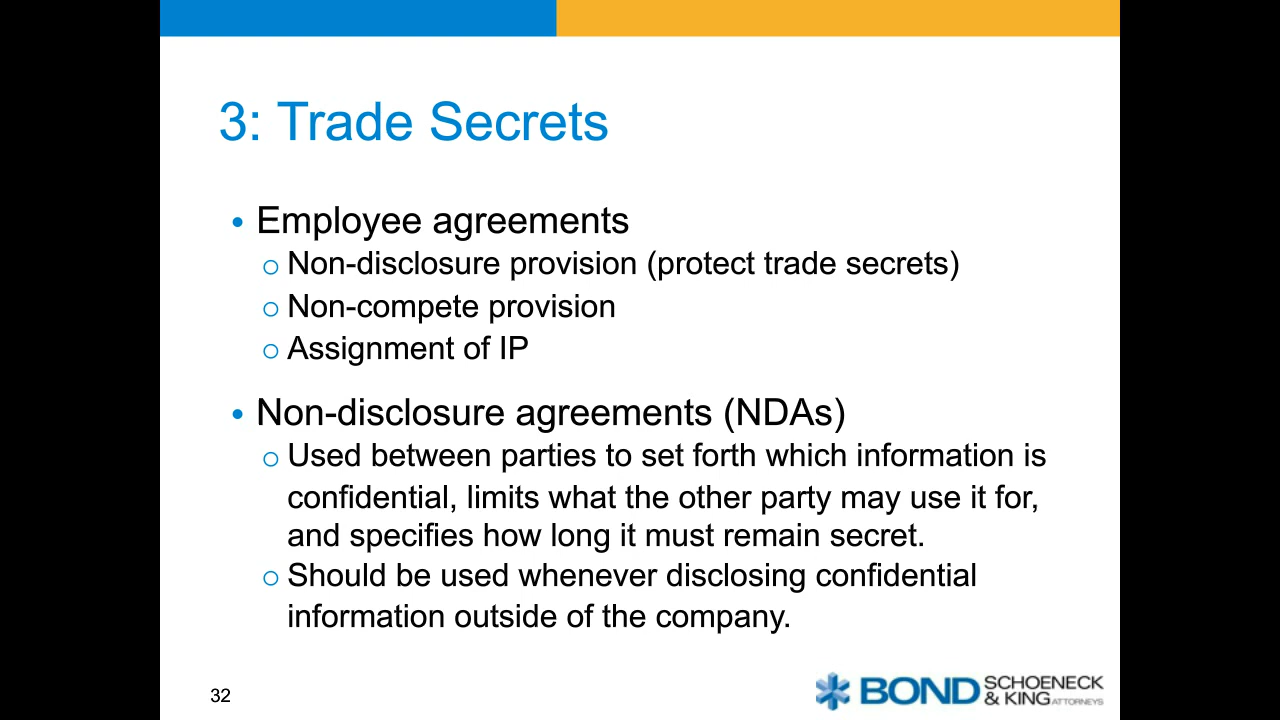 3: Trade Secrets
• Employee agreements
o Non-disclosure provision (protect trade secrets)
o Non-compete provision
o Assignment of IP
• Non-disclosure agreements (NDAs)
o Used between parties to set forth which information is
confidential, limits what the other party may use it for,
and specifies how long it must remain secret.
o Should be used whenever disclosing confidential
information outside of the company.
32
BOND SCHOENECK
& KING ATTORNEYS